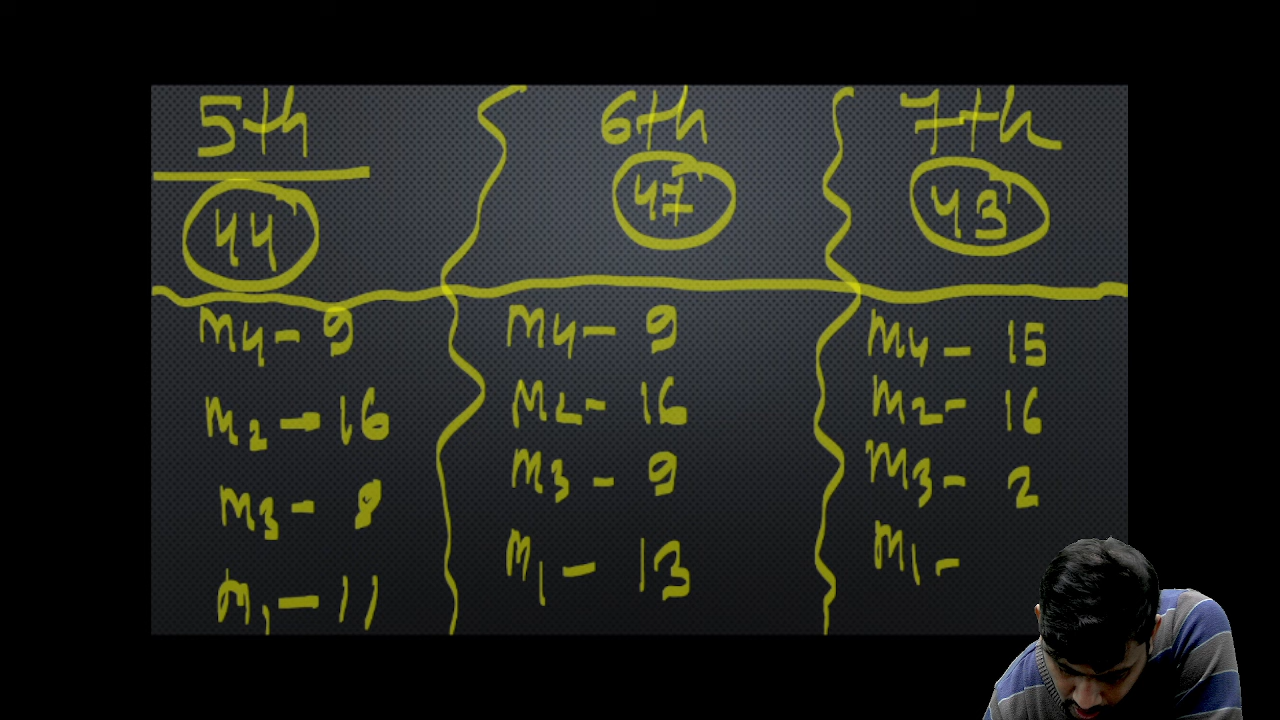 5th
44
m4 - 9
m2 - 16
m3 - 8
m1 - 11
6th
47
m4 - 9
m2 - 16
m3 - 9
m1 - 13
7th
43
m4 - 15
m2 - 16
m3 - 2
m1 -